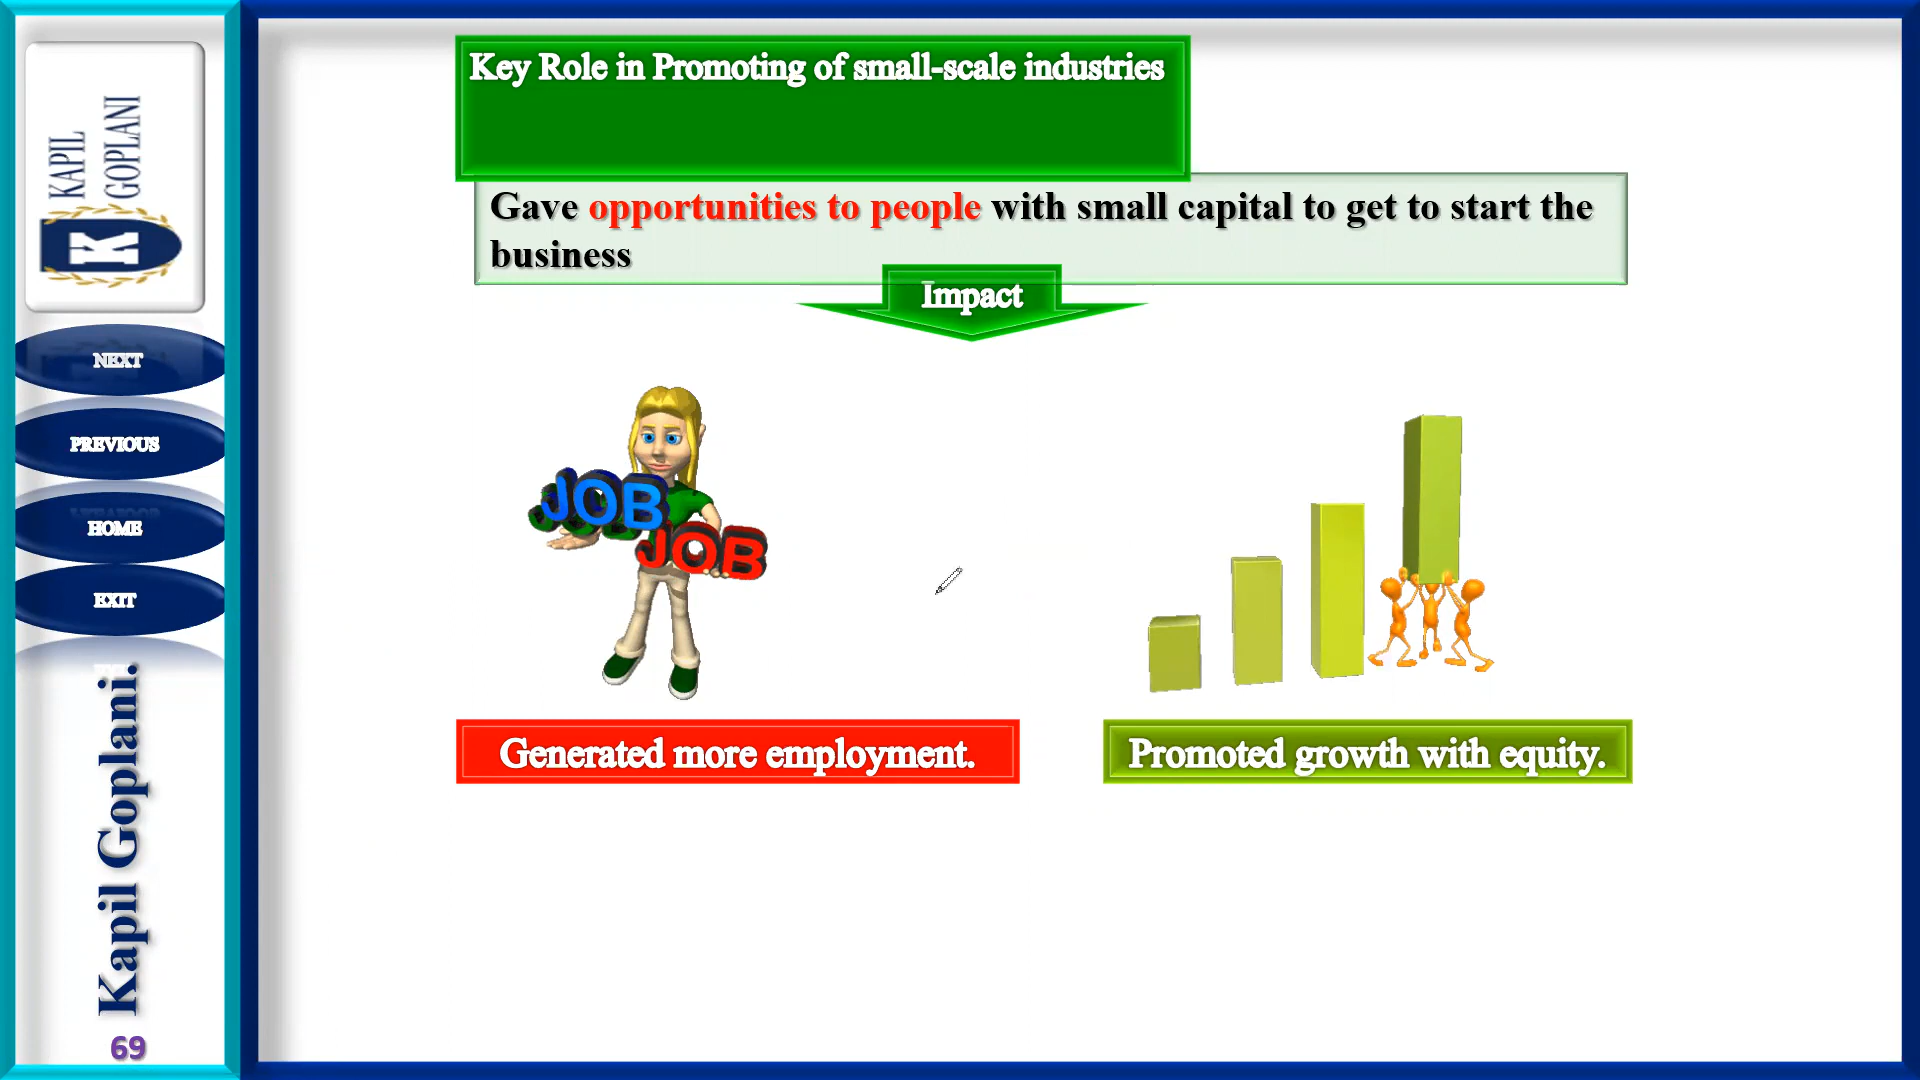 KAPIL
GOPLANI
K
NEXT
PREVIOUS
HOME
EXIT
Kapil Goplani.
69
Key Role in Promoting of small-scale industries
Gave opportunities to people with small capital to get to start the
business
Impact
JOB
JOB
Generated more employment.
Promoted growth with equity.